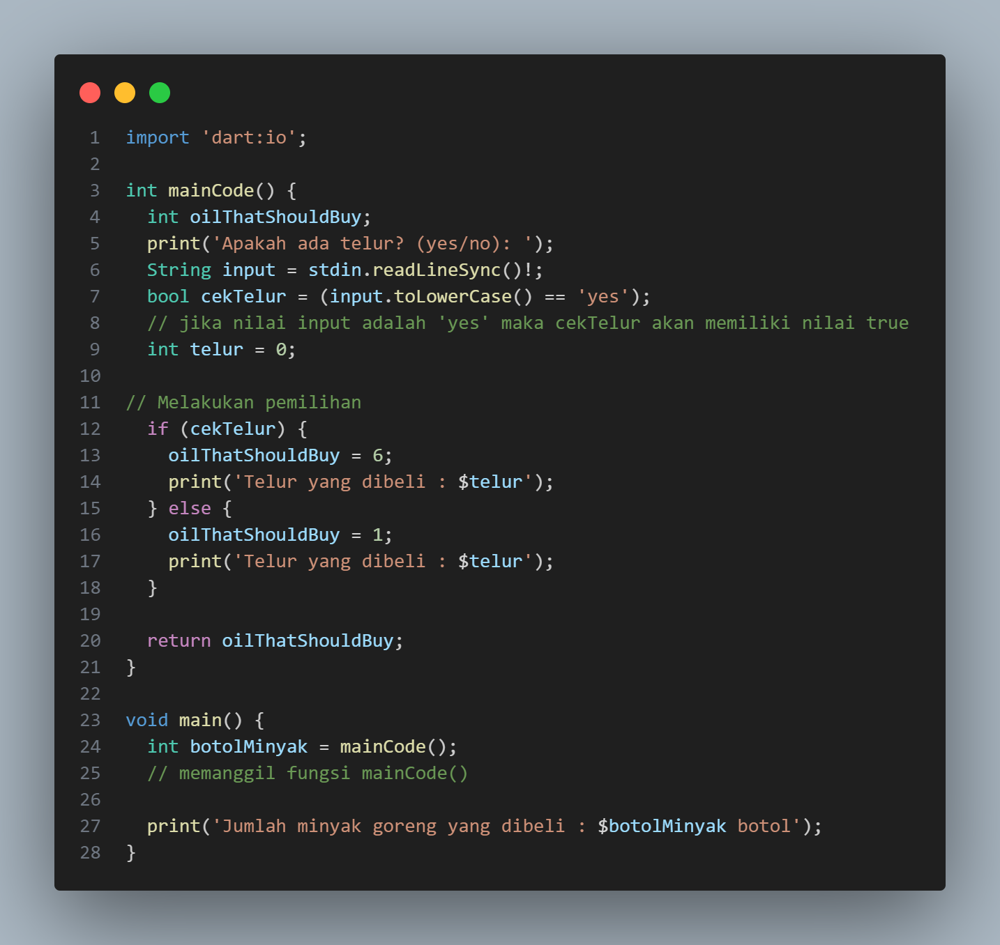 1 import 'dart:io';
2
3 int mainCode() {
4   int oilThatShouldBuy;
5   print('Apakah ada telur? (yes/no): ');
6   String input = stdin.readLineSync()!;
7   bool cekTelur = (input.toLowerCase() == 'yes');
8   // jika nilai input adalah 'yes' maka cekTelur akan memiliki nilai true
9   int telur = 0;
10
11 // Melakukan pemilihan
12   if (cekTelur) {
13     oilThatShouldBuy = 6;
14     print('Telur yang dibeli : $telur');
15   } else {
16     oilThatShouldBuy = 1;
17     print('Telur yang dibeli : $telur');
18   }
19
20   return oilThatShouldBuy;
21 }
22
23 void main() {
24   int botolMinyak = mainCode();
25   // memanggil fungsi mainCode()
26
27   print('Jumlah minyak goreng yang dibeli : $botolMinyak botol');
28 }